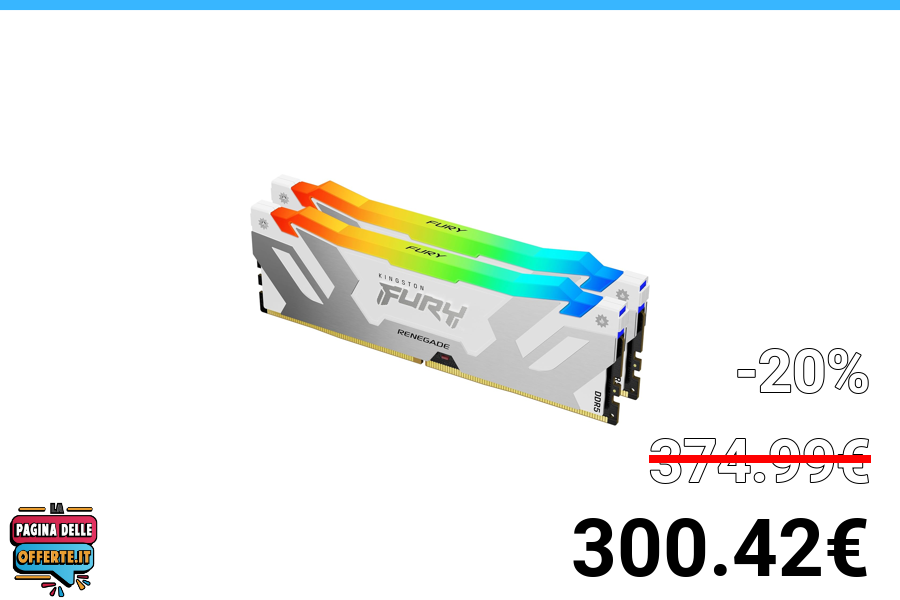 FURY
FURY
KINGSTON
FURY
RENEGADE
DDR5
-20%
374.99€
300.42€
LA
PAGINA DELLE
OFFERTE.IT